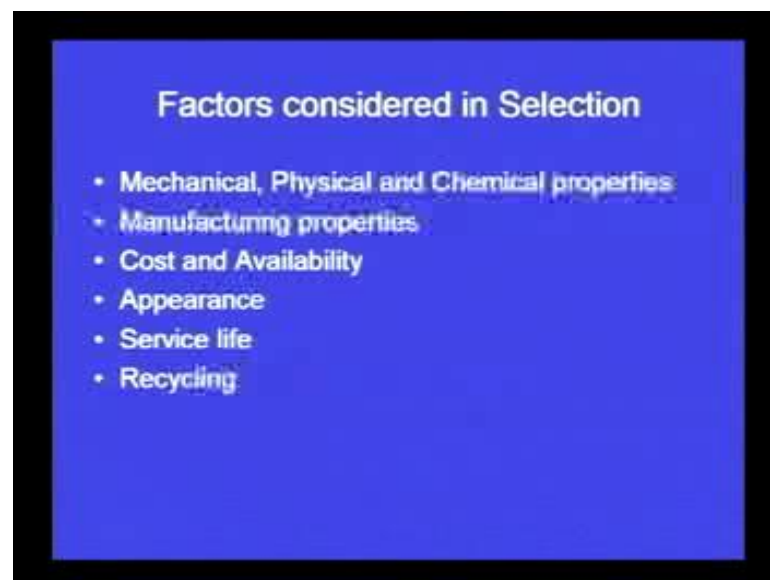 Factors considered in Selection
• Mechanical, Physical and Chemical properties
• Manufacturing properties
• Cost and Availability
• Appearance
• Service life
• Recycling